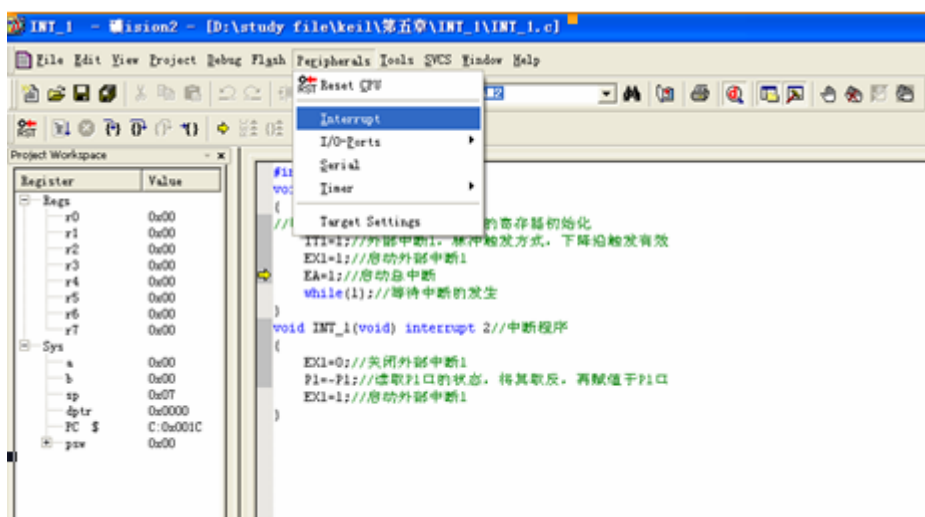 INT_1 - μVision2 - [D:\study file\keil\第五章\INT_1\INT_1.c]
File Edit View Project Debug Flash Peripherals Tools SVCS Window Help
Reset CPU
Interrupt
I/O-Ports
Serial
Timer
Target Settings
Project Workspace
Register Value
Regs
r0 0x00
r1 0x00
r2 0x00
r3 0x00
r4 0x00
r5 0x00
r6 0x00
r7 0x00
Sys
a 0x00
b 0x00
sp 0x07
dptr 0x0000
PC $ C:0x001C
psw 0x00
{
的寄存器初始化
IT1=1;//外部中断1，脉冲触发方式，下降沿触发有效
EX1=1;//启动外部中断1
EA=1;//启动总中断
while(1);//等待中断的发生
}
void INT_1(void) interrupt 2//中断程序
{
EX1=0;//关闭外部中断1
P1=~P1;//读取P1口的状态，将其取反，再赋值于P1口
EX1=1;//启动外部中断1
}